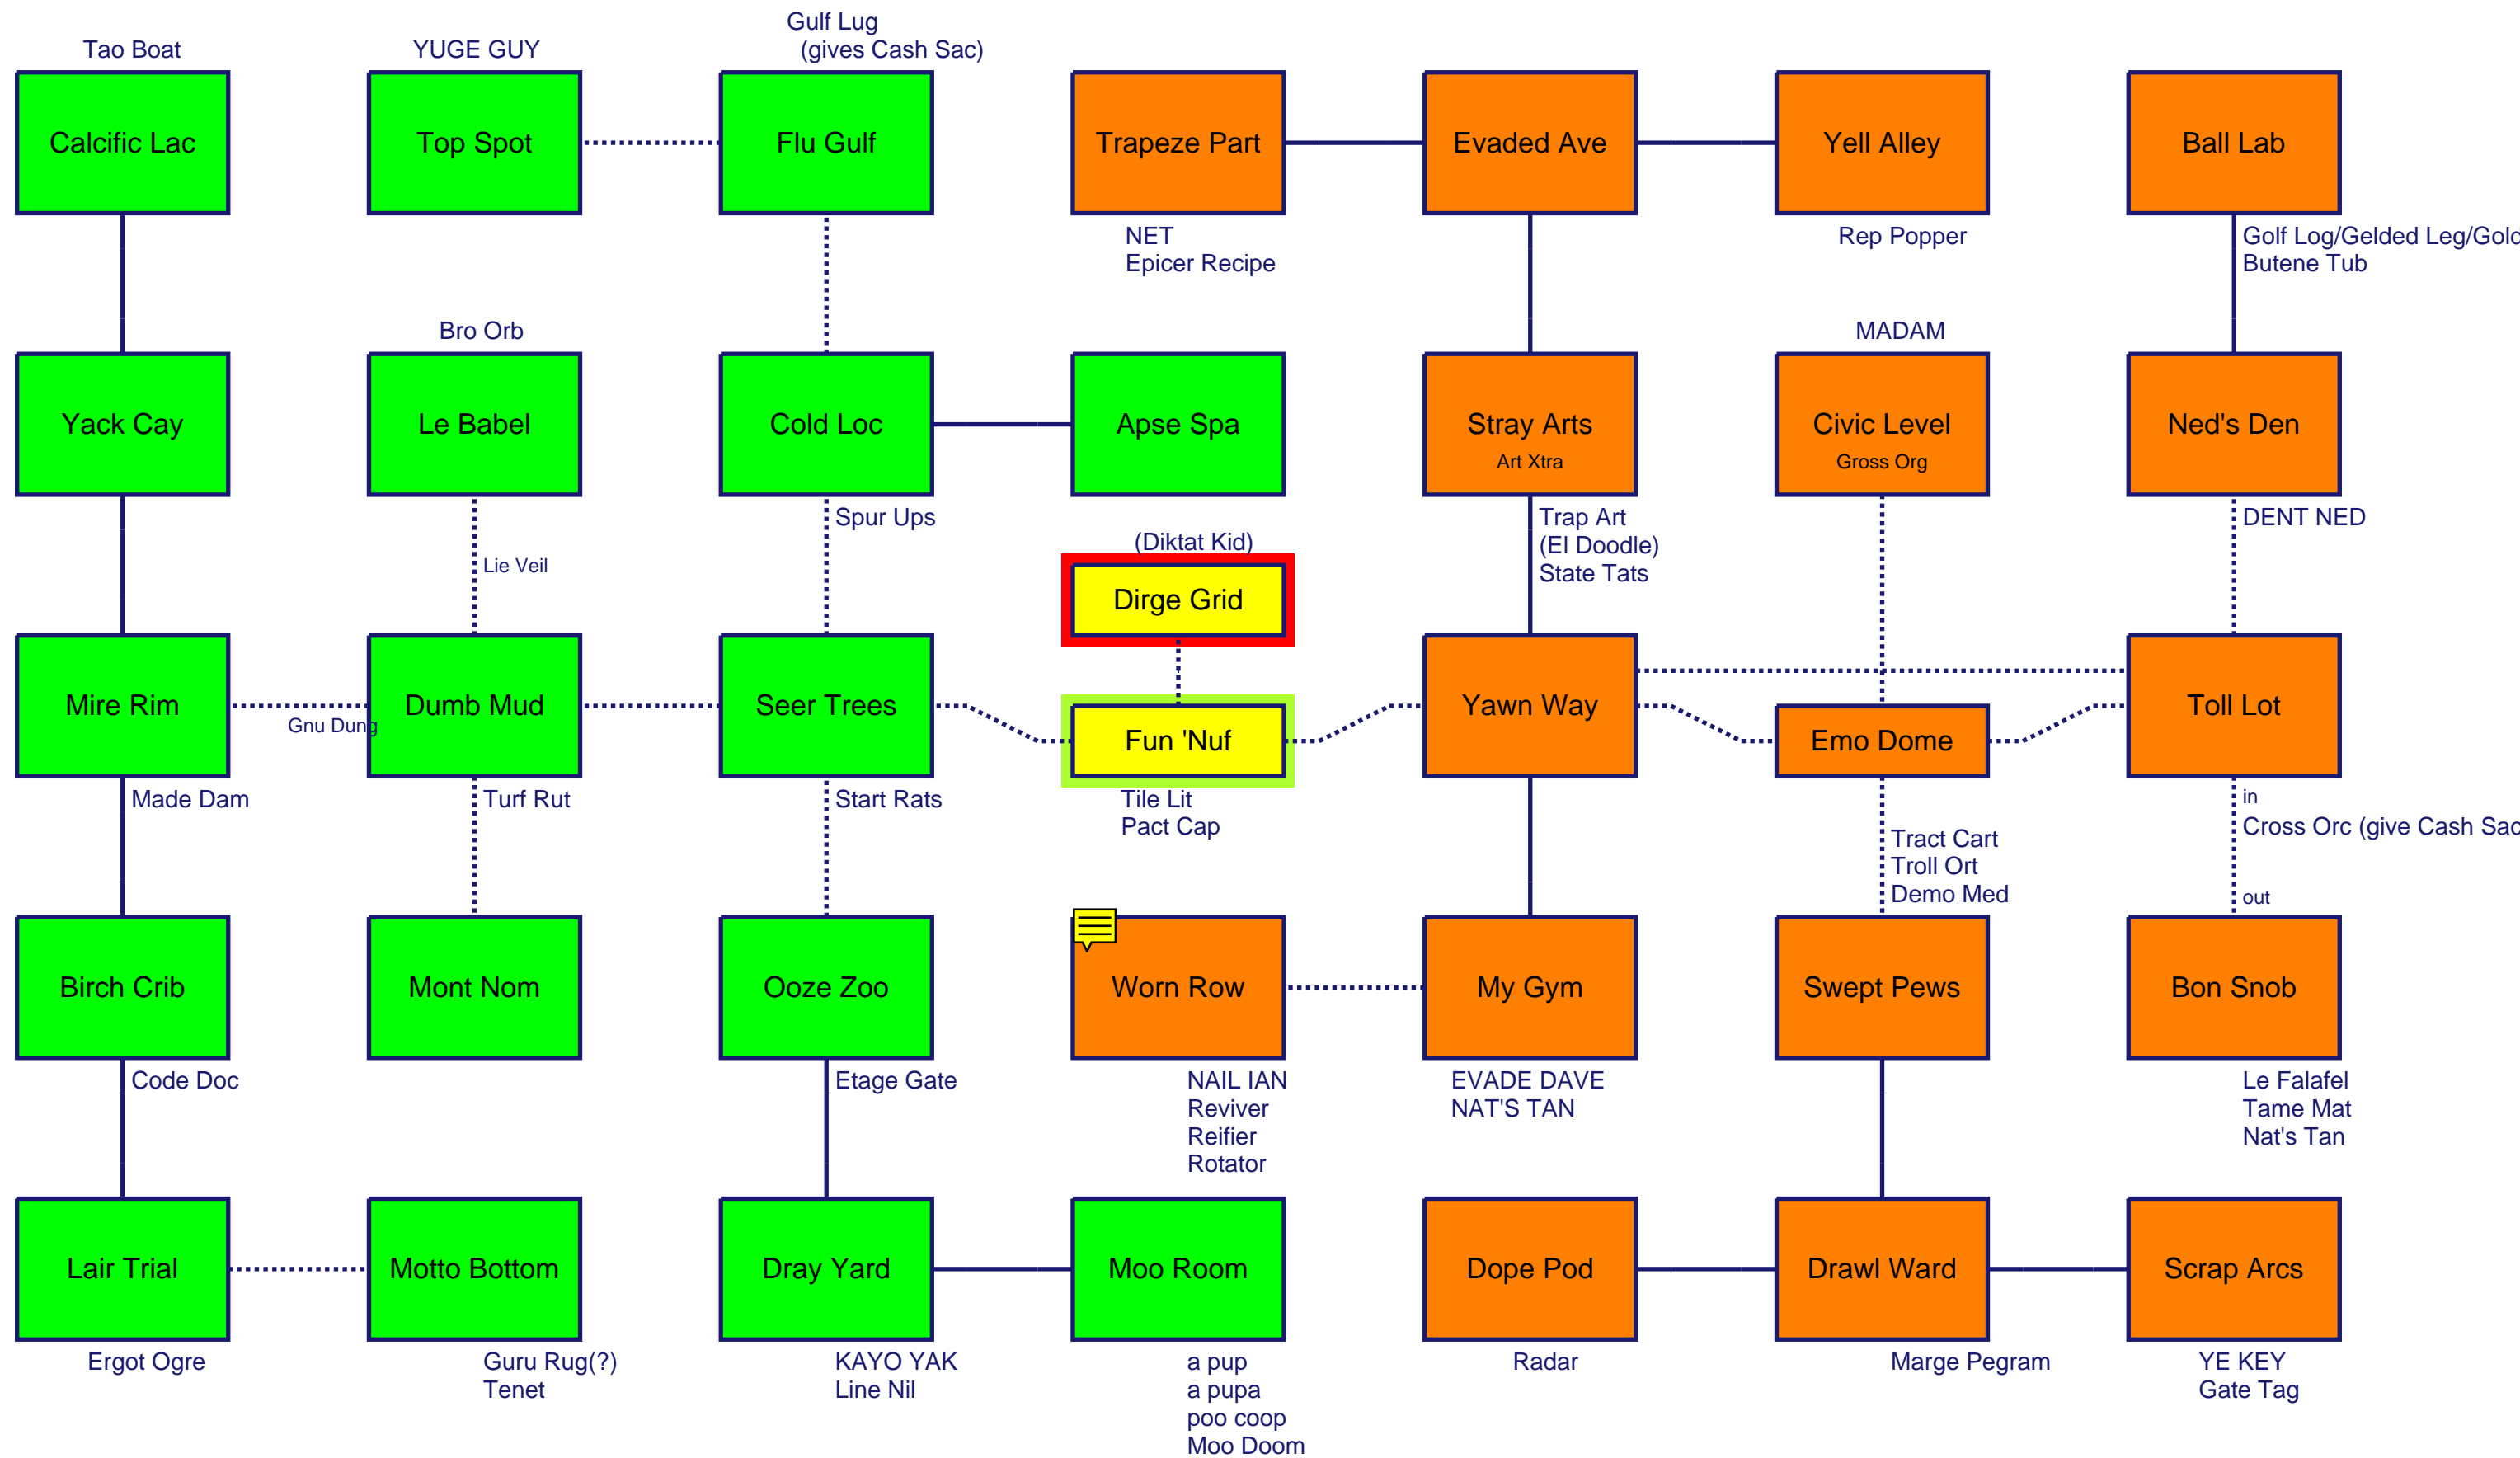 Gulf Lug
Tao Boat
YUGE GUY
(gives Cash Sac)
Calcific Lac
Top Spot
Flu Gulf
Trapeze Part
Evaded Ave
Yell Alley
Ball Lab
NET
Epicer Recipe
Rep Popper
Golf Log/Gelded Leg/Gold
Butene Tub
Bro Orb
MADAM
Yack Cay
Le Babel
Cold Loc
Apse Spa
Stray Arts
Art Xtra
Civic Level
Gross Org
Ned's Den
Spur Ups
Trap Art
(El Doodle)
State Tats
DENT NED
Lie Veil
(Diktat Kid)
Dirge Grid
Mire Rim
Gnu Dung
Dumb Mud
Seer Trees
Fun 'Nuf
Yawn Way
Emo Dome
Toll Lot
Made Dam
Turf Rut
Start Rats
Tile Lit
Pact Cap
Tract Cart
Troll Ort
Demo Med
in
Cross Orc (give Cash Sac
out
Birch Crib
Mont Nom
Ooze Zoo
Worn Row
My Gym
Swept Pews
Bon Snob
Code Doc
Etage Gate
NAIL IAN
Reviver
Reifier
Rotator
EVADE DAVE
NAT'S TAN
Le Falafel
Tame Mat
Nat's Tan
Lair Trial
Motto Bottom
Dray Yard
Moo Room
Dope Pod
Drawl Ward
Scrap Arcs
Ergot Ogre
Guru Rug(?)
Tenet
KAYO YAK
Line Nil
a pup
a pupa
poo coop
Moo Doom
Radar
Marge Pegram
YE KEY
Gate Tag